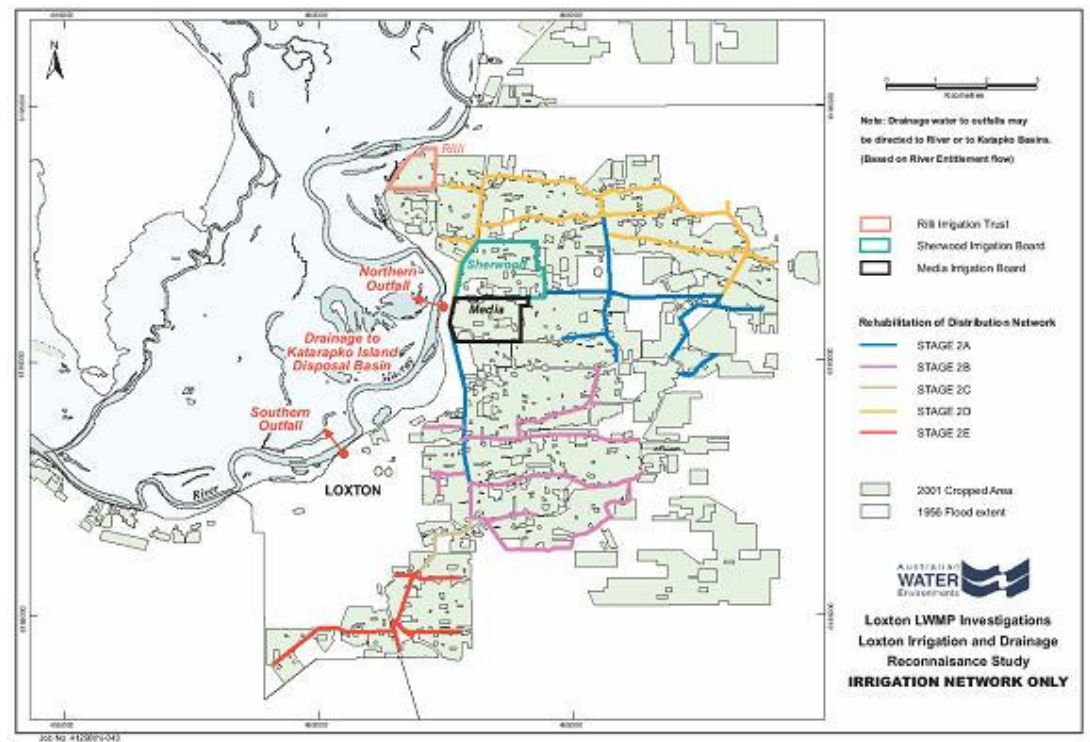 N
Rilli
Sherwood
Northern
Outfall
Media
Drainage to
Katarapko Island
Disposal Basin
Southern
Outfall
River
LOXTON
Kilometres
Note: Drainage water to outfalls may
be directed to River or to Katapko Basins.
(Based on River Entitlement flow)
Rilli Irrigation Trust
Sherwood Irrigation Board
Media Irrigation Board
Rehabilitation of Distribution Network
STAGE 2A
STAGE 2B
STAGE 2C
STAGE 2D
STAGE 2E
2001 Cropped Area
1956 Flood extent
Australian
WATER
Environments
Loxton LWMP Investigations
Loxton Irrigation and Drainage
Reconnaisance Study
IRRIGATION NETWORK ONLY